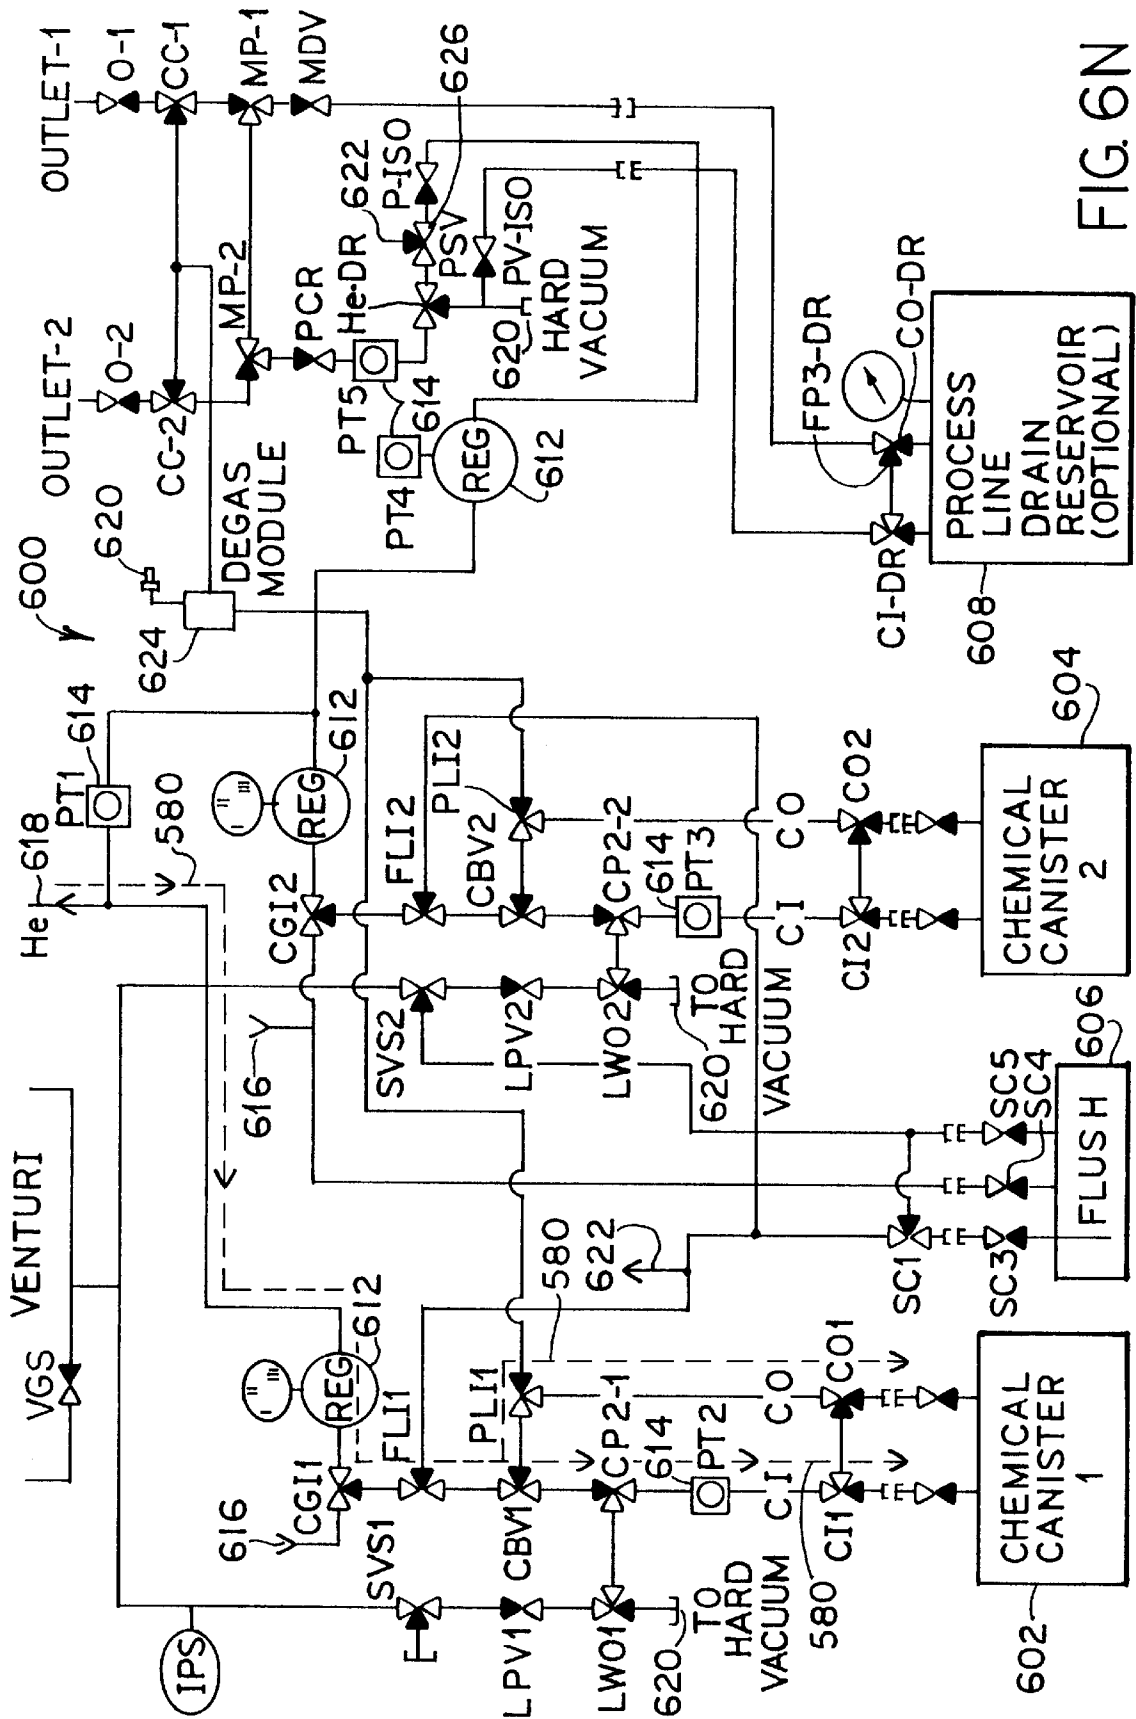 VENTURI
VGS
IPS
616
CGI1
REG
612
SVS1
FLI1
PLI1
580
622
LPV1
CBV1
CP2-1
LWO1
614
PT2
620
TO
HARD
VACUUM
CI
CO
580
CI1
CO1
602
CHEMICAL
CANISTER
1
SC1
SC3
SC4
SC5
FLUSH
606
He
618
PT1
614
580
616
CGI2
REG
612
SVS2
FLI2
CBV2
PLI2
LPV2
LWO2
CP2-2
614
PT3
620
TO
HARD
VACUUM
CI
CO
CI2
CO2
CHEMICAL
CANISTER
2
604
600
620
624
DEGAS
MODULE
OUTLET-2
O-2
CC-2
MP-2
OUTLET-1
O-1
CC-1
MP-1
MDV
PCR
PT5
614
PT4
REG
612
He-DR
622
P-ISO
626
PSV
PV-ISO
620
HARD
VACUUM
FP3-DR
CO-DR
CI-DR
608
PROCESS
LINE
DRAIN
RESERVOIR
(OPTIONAL)
FIG. 6N